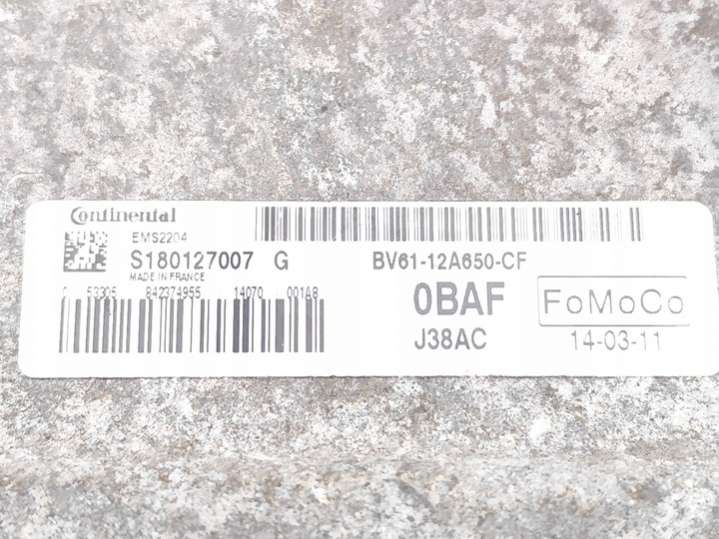 Continental
EMS2204
S180127007 G
MADE IN FRANCE
BV61-12A650-CF
53305 842374955 14070 001A8
0BAF
FoMoCo
J38AC
14-03-11